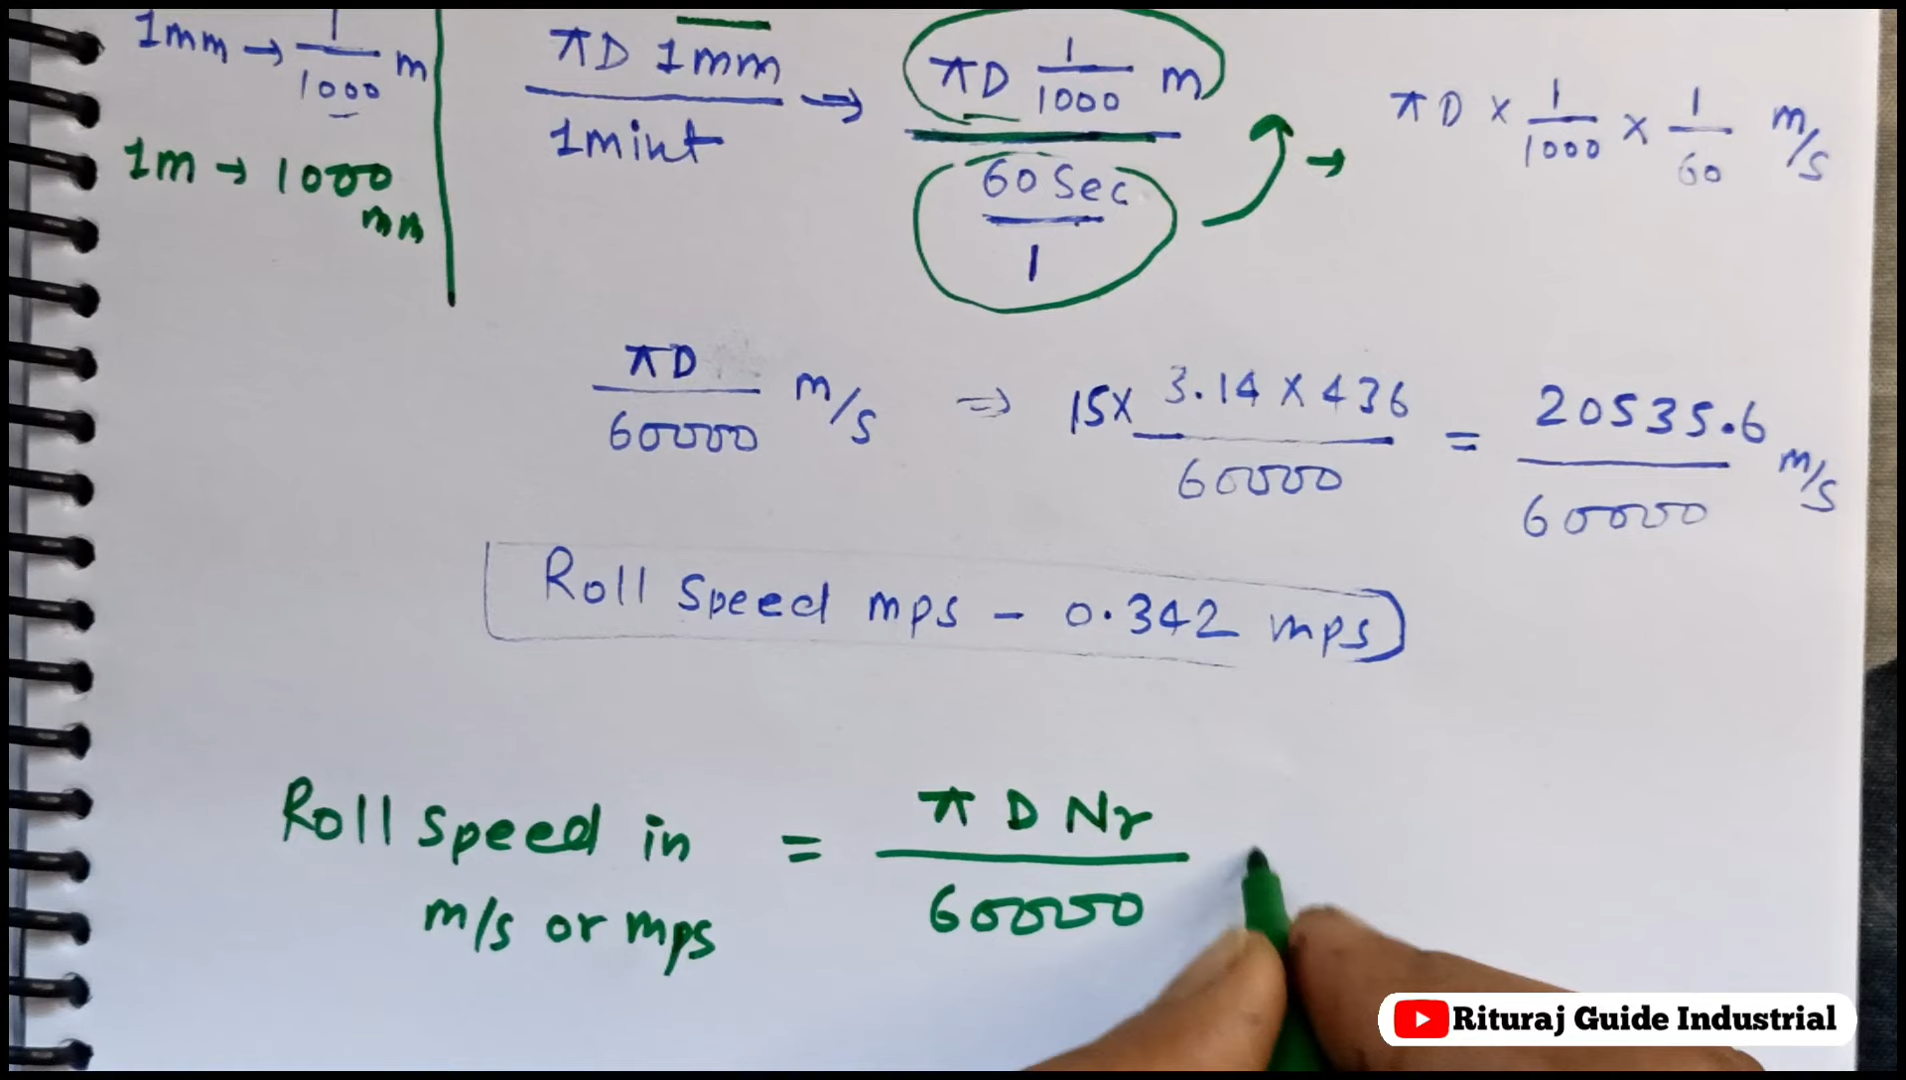 1mm → 1/1000 m
1m → 1000 mm
πD 1mm / 1mint ⇒ πD 1/1000 m / 60 Sec/1 → πD × 1/1000 × 1/60 m/s
πD / 60000 m/s ⇒ 15× 3.14 × 436 / 60000 = 20535.6 / 60000 m/s
Roll Speed mps - 0.342 mps
Roll speed in = π D Nr / 60000
m/s or mps
Rituraj Guide Industrial